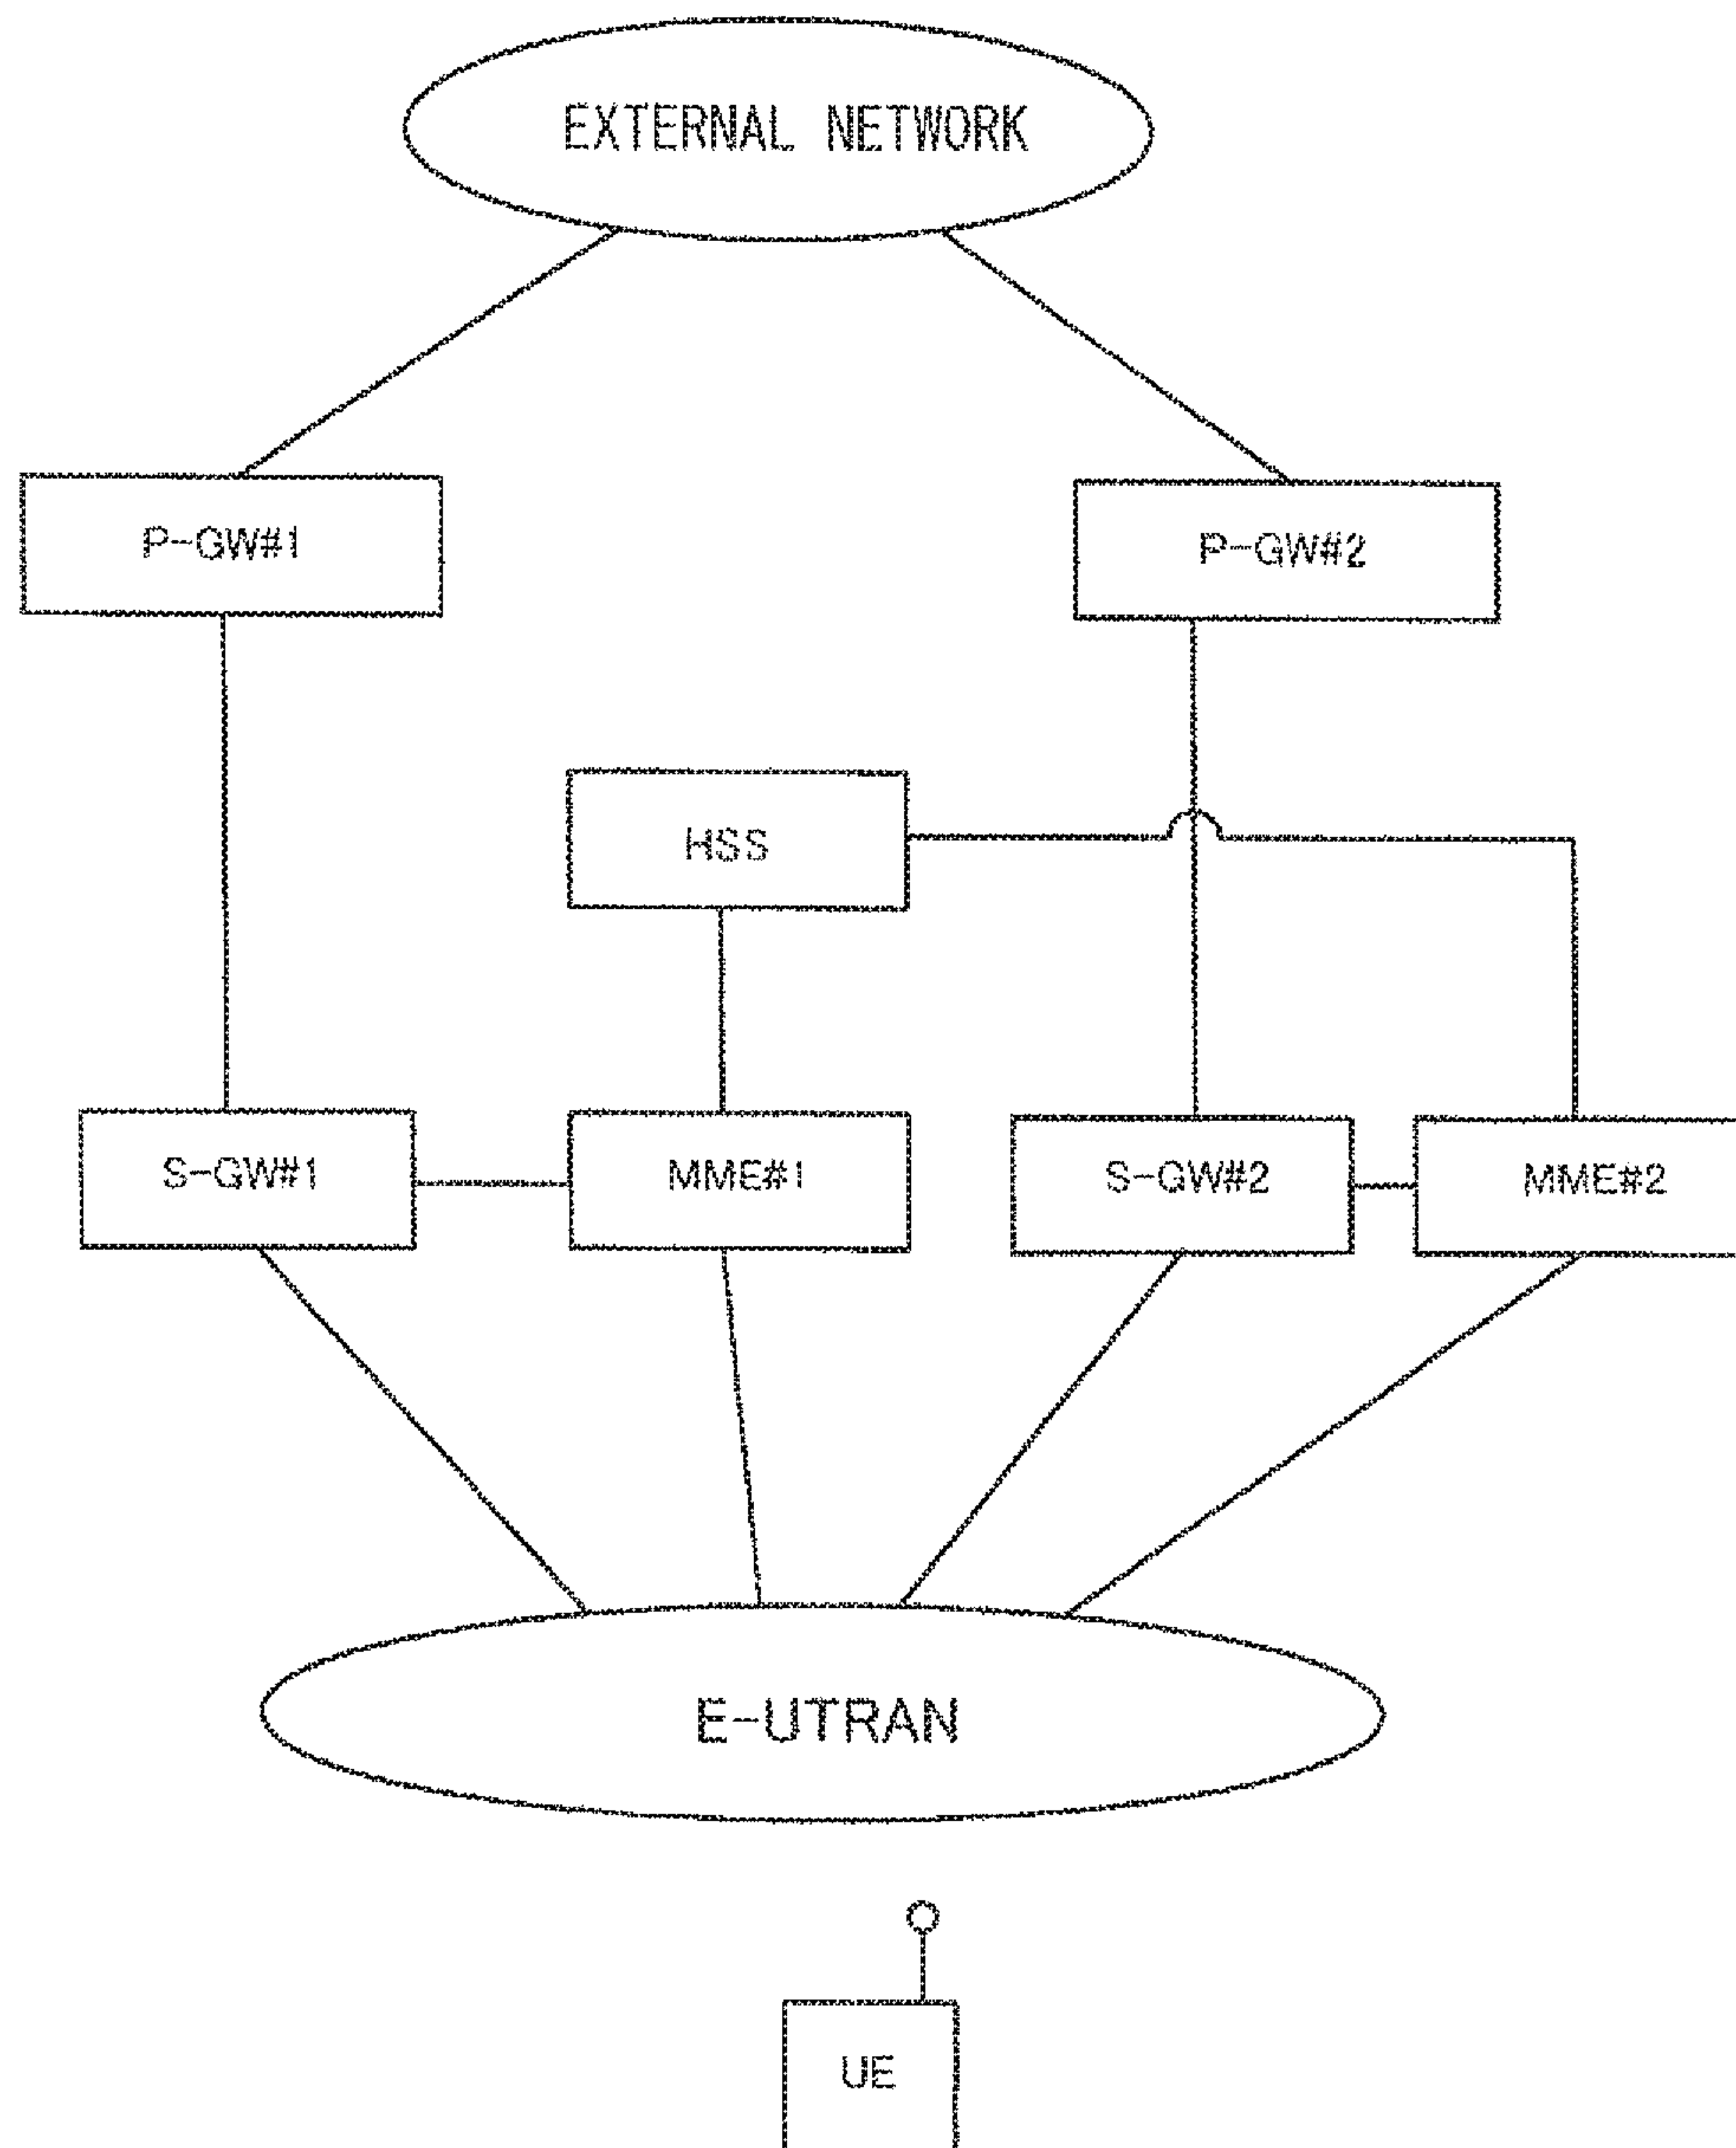 EXTERNAL NETWORK
P-GW#1
P-GW#2
HSS
S-GW#1
MME#1
S-GW#2
MME#2
E-UTRAN
UE